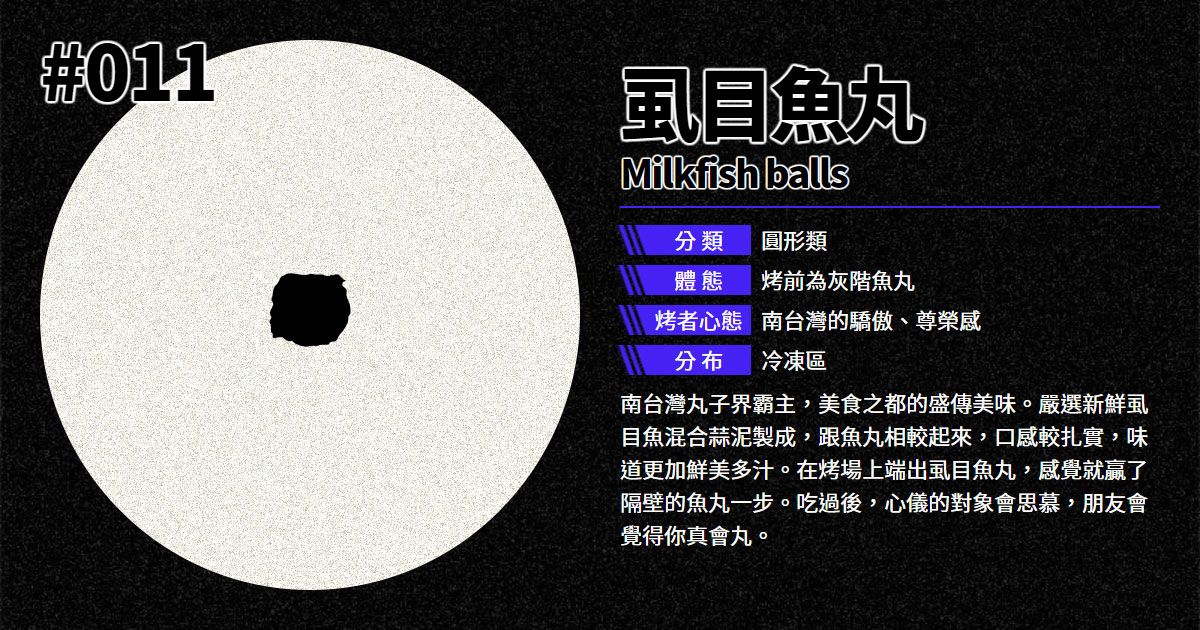 #011
虱目魚丸
Milkfish balls
分類 圓形類
體態 烤前為灰階魚丸
烤者心態 南台灣的驕傲、尊榮感
分布 冷凍區
南台灣丸子界霸主，美食之都的盛傳美味。嚴選新鮮虱
目魚混合蒜泥製成，跟魚丸相較起來，口感較扎實，味
道更加鮮美多汁。在烤場上端出虱目魚丸，感覺就贏了
隔壁的魚丸一步。吃過後，心儀的對象會思慕，朋友會
覺得你真會丸。